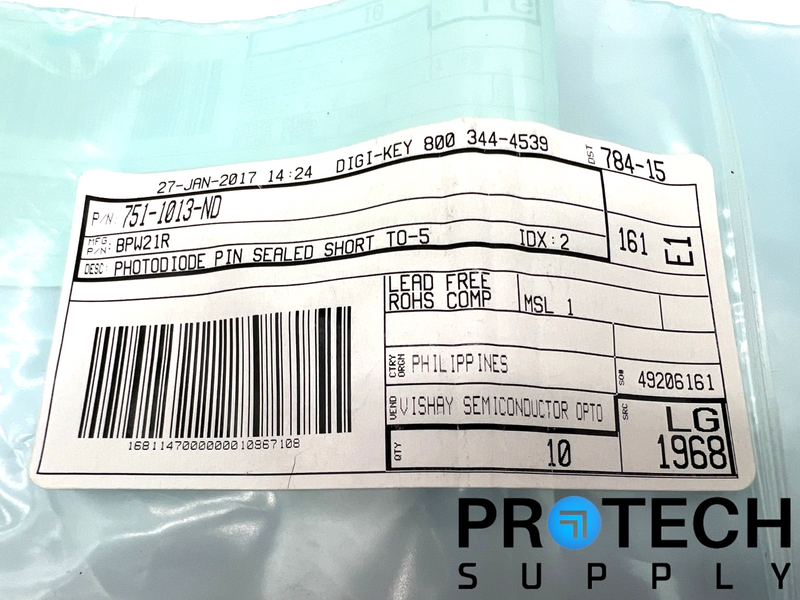 27-JAN-2017 14:24 DIGI-KEY 800 344-4539
DST 784-15
P/N: 751-1013-ND
MFG. P/N: BPW21R
IDX: 2
161 E1
DESC: PHOTODIODE PIN SEALED SHORT TO-5
LEAD FREE
ROHS COMP
MSL 1
CTRY ORGN PHILIPPINES
SO# 49206161
VEND VISHAY SEMICONDUCTOR OPTO
SRC LG
QTY 10
1968
1681147000000010967108
PROTECH
SUPPLY